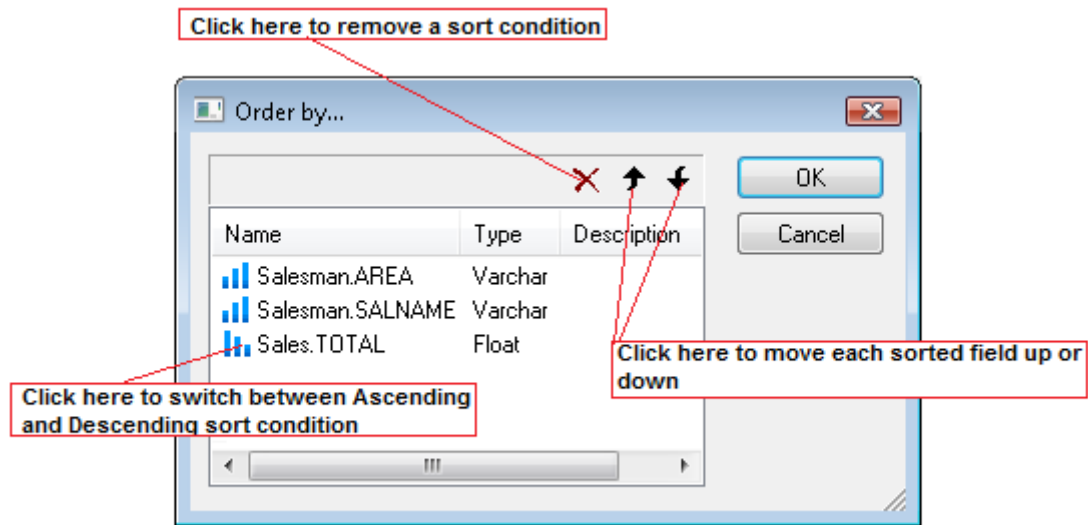 Click here to remove a sort condition
Order by...
OK
Name Type Description
Cancel
Salesman.AREA Varchar
Salesman.SALNAME Varchar
Sales.TOTAL Float
Click here to move each sorted field up or
down
Click here to switch between Ascending
and Descending sort condition